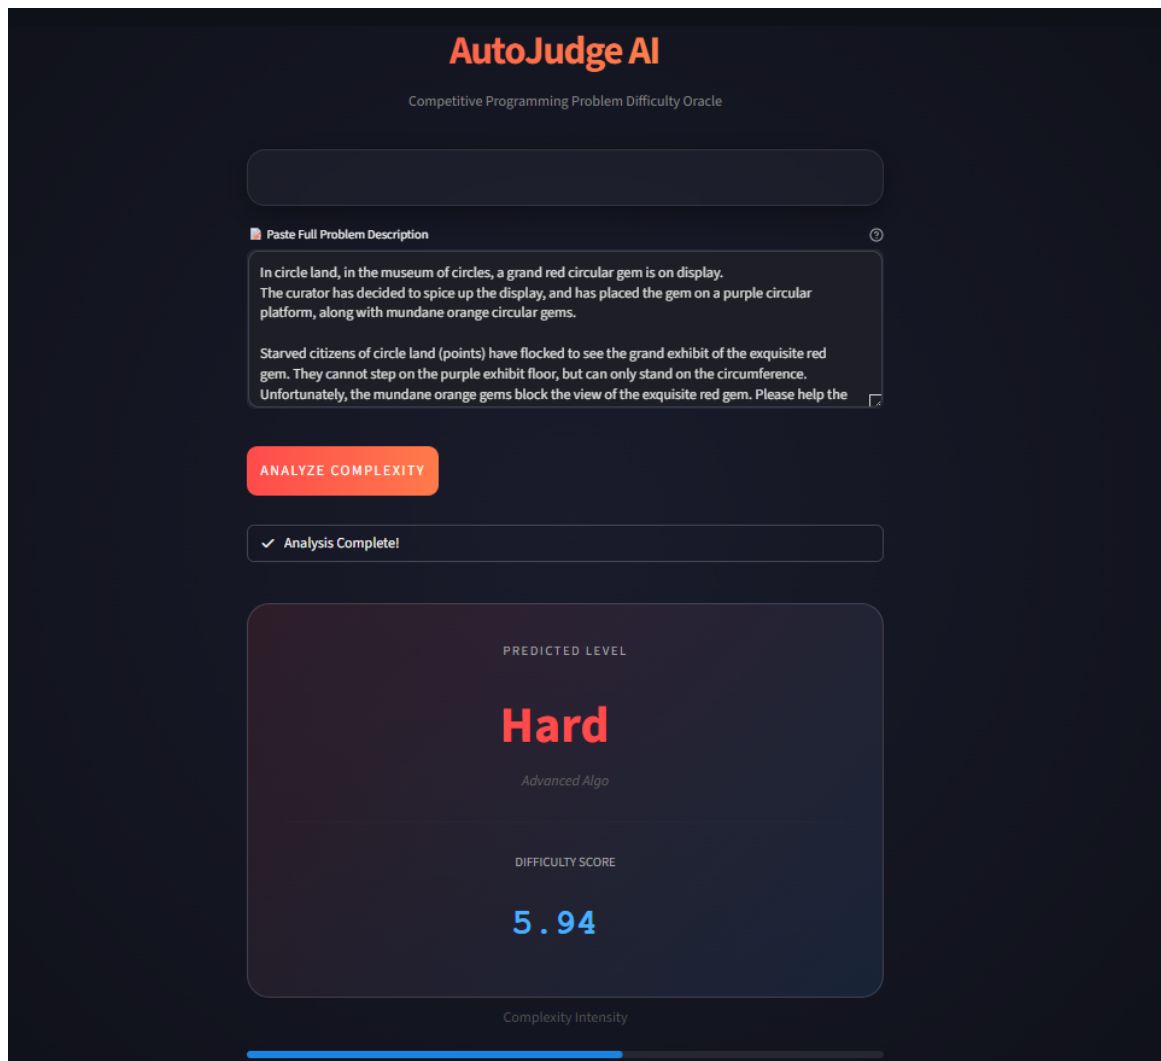 AutoJudge AI
Competitive Programming Problem Difficulty Oracle
Paste Full Problem Description
In circle land, in the museum of circles, a grand red circular gem is on display.
The curator has decided to spice up the display, and has placed the gem on a purple circular
platform, along with mundane orange circular gems.
Starved citizens of circle land (points) have flocked to see the grand exhibit of the exquisite red
gem. They cannot step on the purple exhibit floor, but can only stand on the circumference.
Unfortunately, the mundane orange gems block the view of the exquisite red gem. Please help the
ANALYZE COMPLEXITY
Analysis Complete!
PREDICTED LEVEL
Hard
Advanced Algo
DIFFICULTY SCORE
5.94
Complexity Intensity